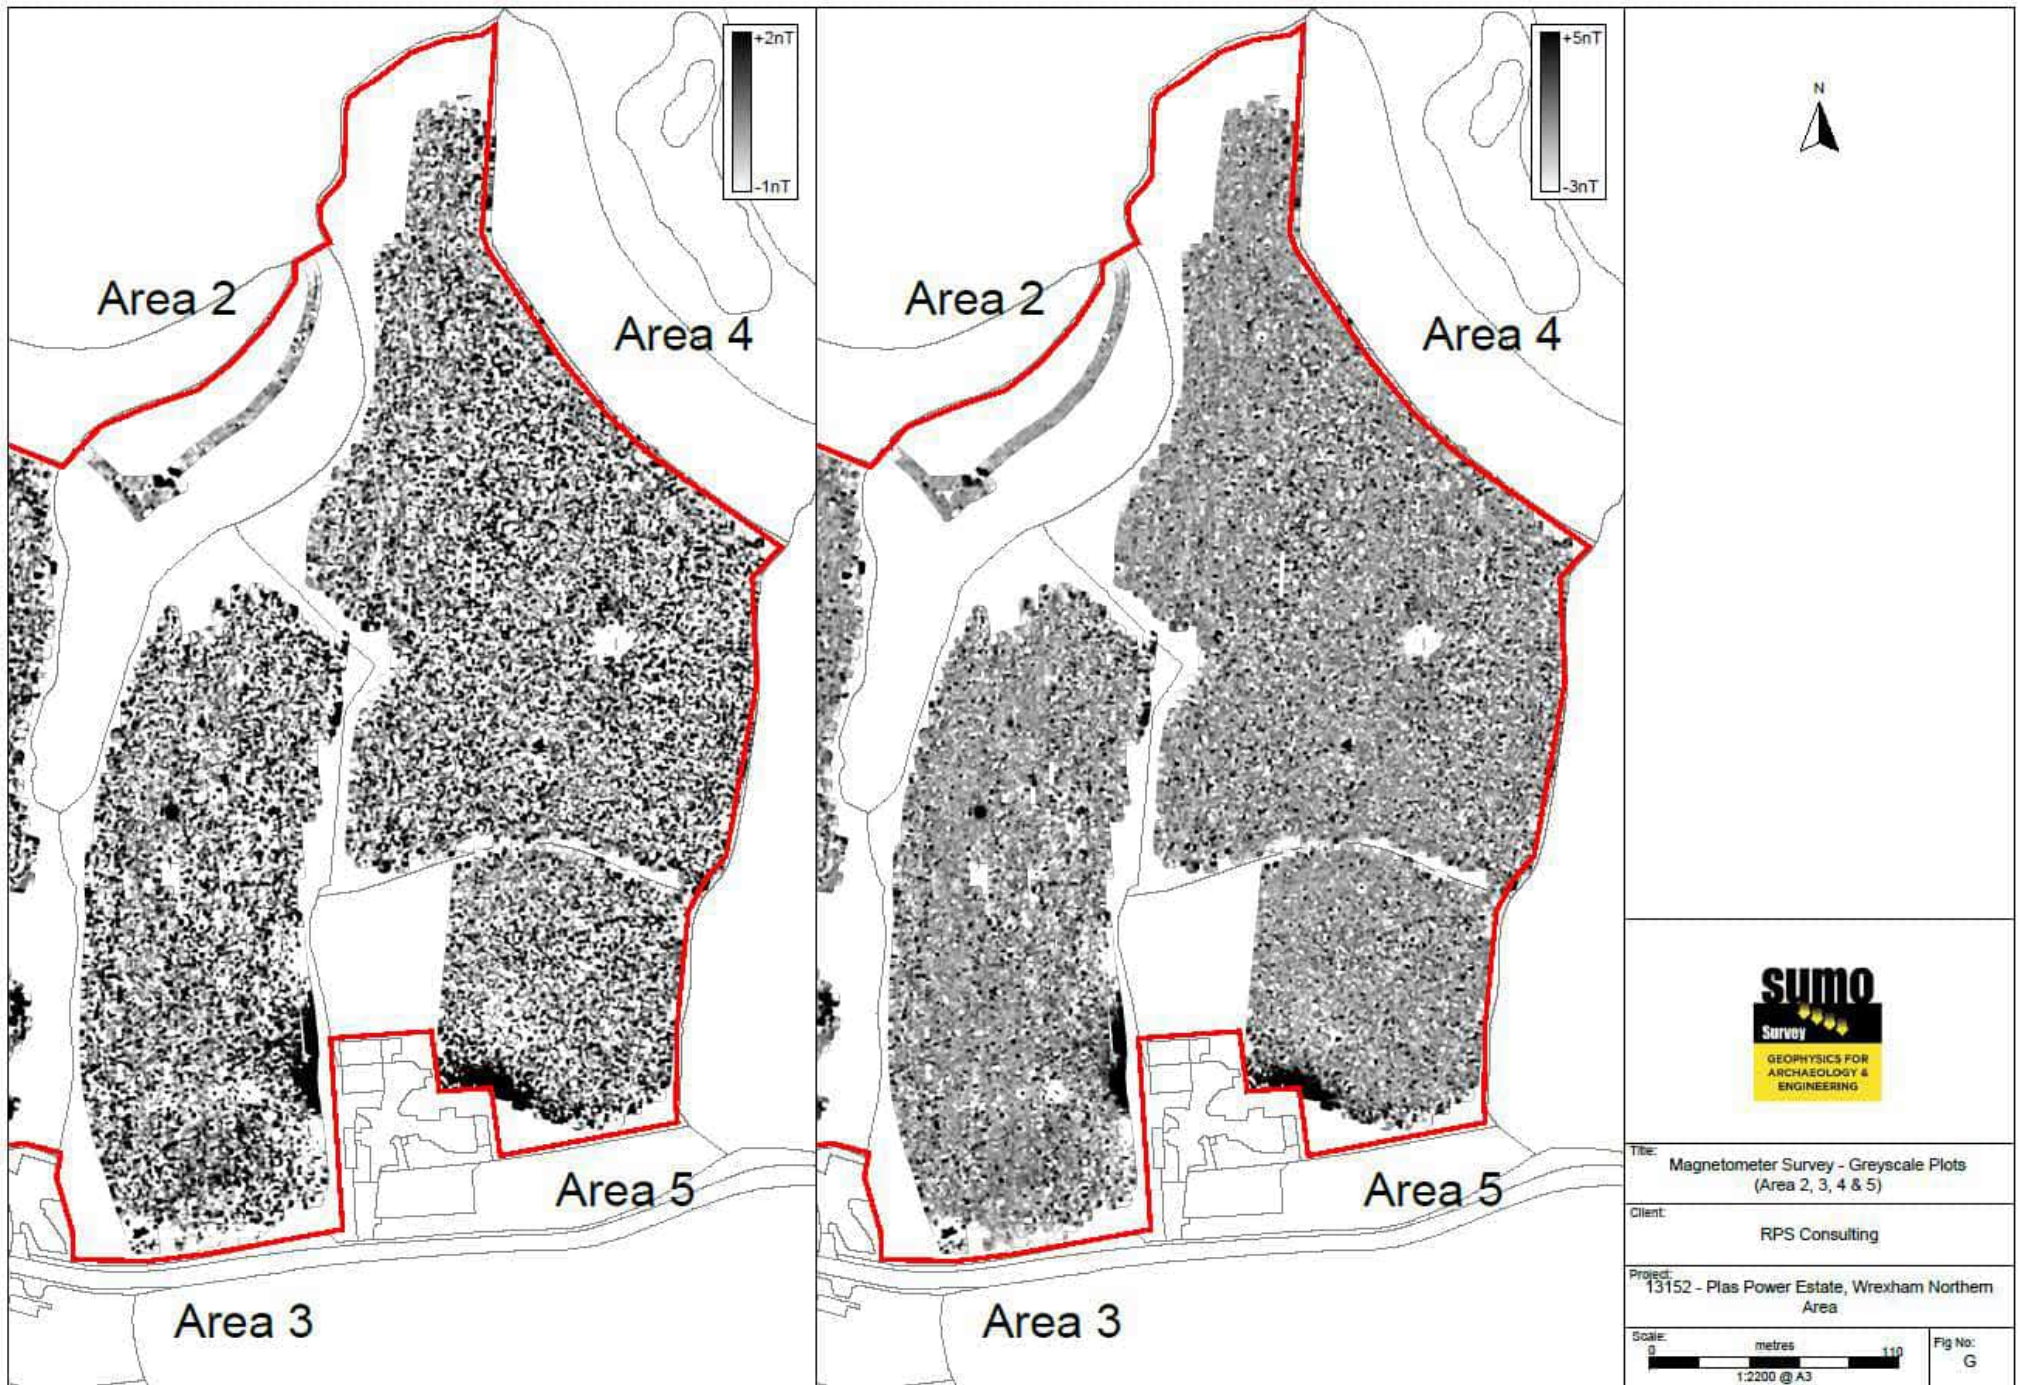 +2nT
-1nT
Area 2
Area 4
Area 5
Area 3
+5nT
-3nT
Area 2
Area 4
Area 5
Area 3
N
sumo
Survey
GEOPHYSICS FOR
ARCHAEOLOGY &
ENGINEERING
Title:
Magnetometer Survey - Greyscale Plots
(Area 2, 3, 4 & 5)
Client:
RPS Consulting
Project:
13152 - Plas Power Estate, Wrexham Northern
Area
Scale:
0 metres 110
1:2200 @ A3
Fig No:
G